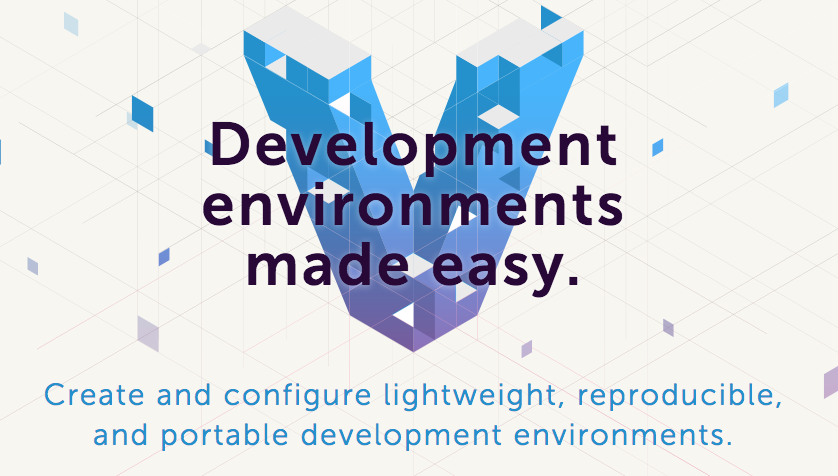 Development
environments
made easy.
Create and configure lightweight, reproducible,
and portable development environments.